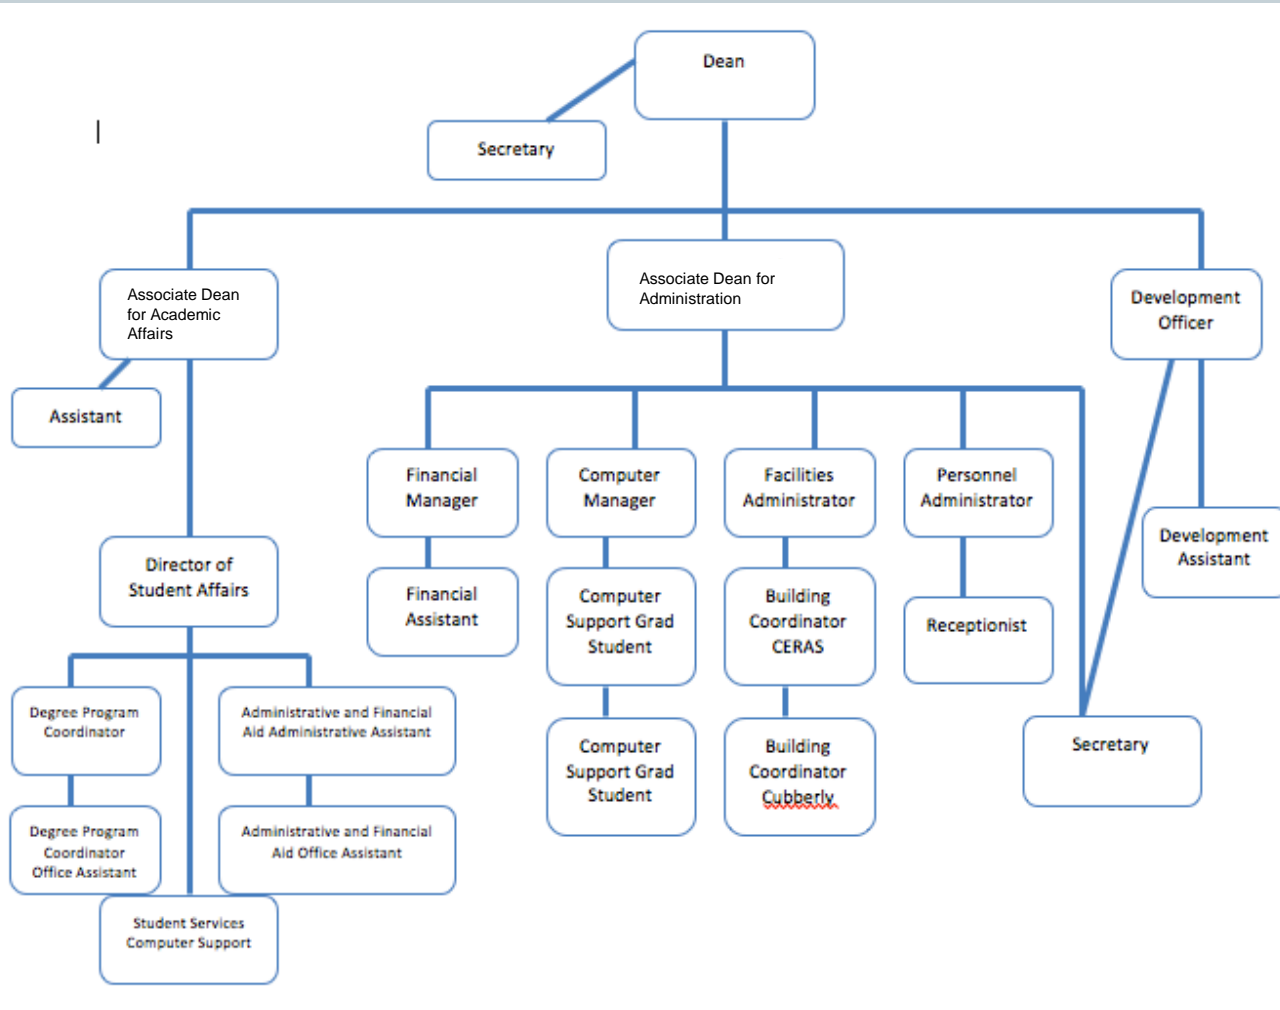 Dean
Secretary
Associate Dean
for Academic
Affairs
Associate Dean for
Administration
Development
Officer
Assistant
Financial
Manager
Computer
Manager
Facilities
Administrator
Personnel
Administrator
Development
Assistant
Director of
Student Affairs
Financial
Assistant
Computer
Support Grad
Student
Building
Coordinator
CERAS
Receptionist
Degree Program
Coordinator
Administrative and Financial
Aid Administrative Assistant
Computer
Support Grad
Student
Building
Coordinator
Cubberly
Secretary
Degree Program
Coordinator
Office Assistant
Administrative and Financial
Aid Office Assistant
Student Services
Computer Support